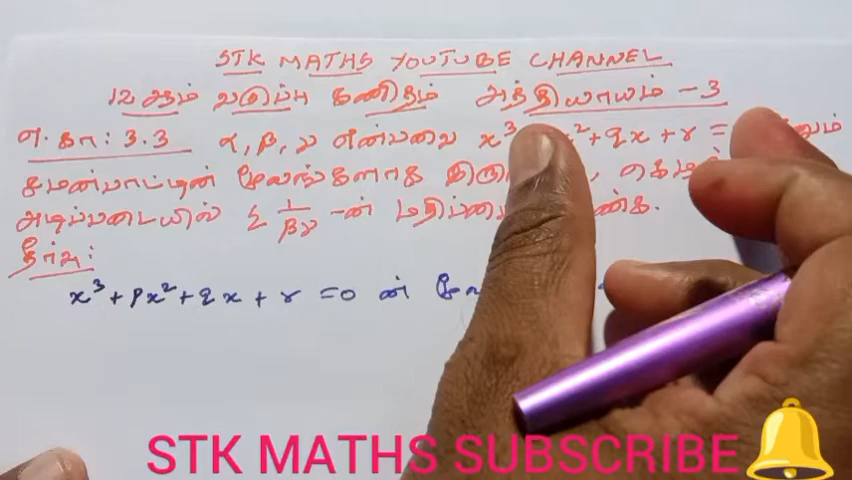 STK MATHS YOUTUBE CHANNEL
12 ஆம் வகுப்பு கணிதம் அத்தியாயம் - 3
எ.கா: 3.3 α, β, γ என்பவை x³ x² + qx + r =
சமன்பாட்டின் மூலங்களாக
அடிப்படையில் Σ 1/βγ -ன்
தீர்வு:
x³ + px² + qx + r = 0 ன்
STK MATHS SUBSCRIBE